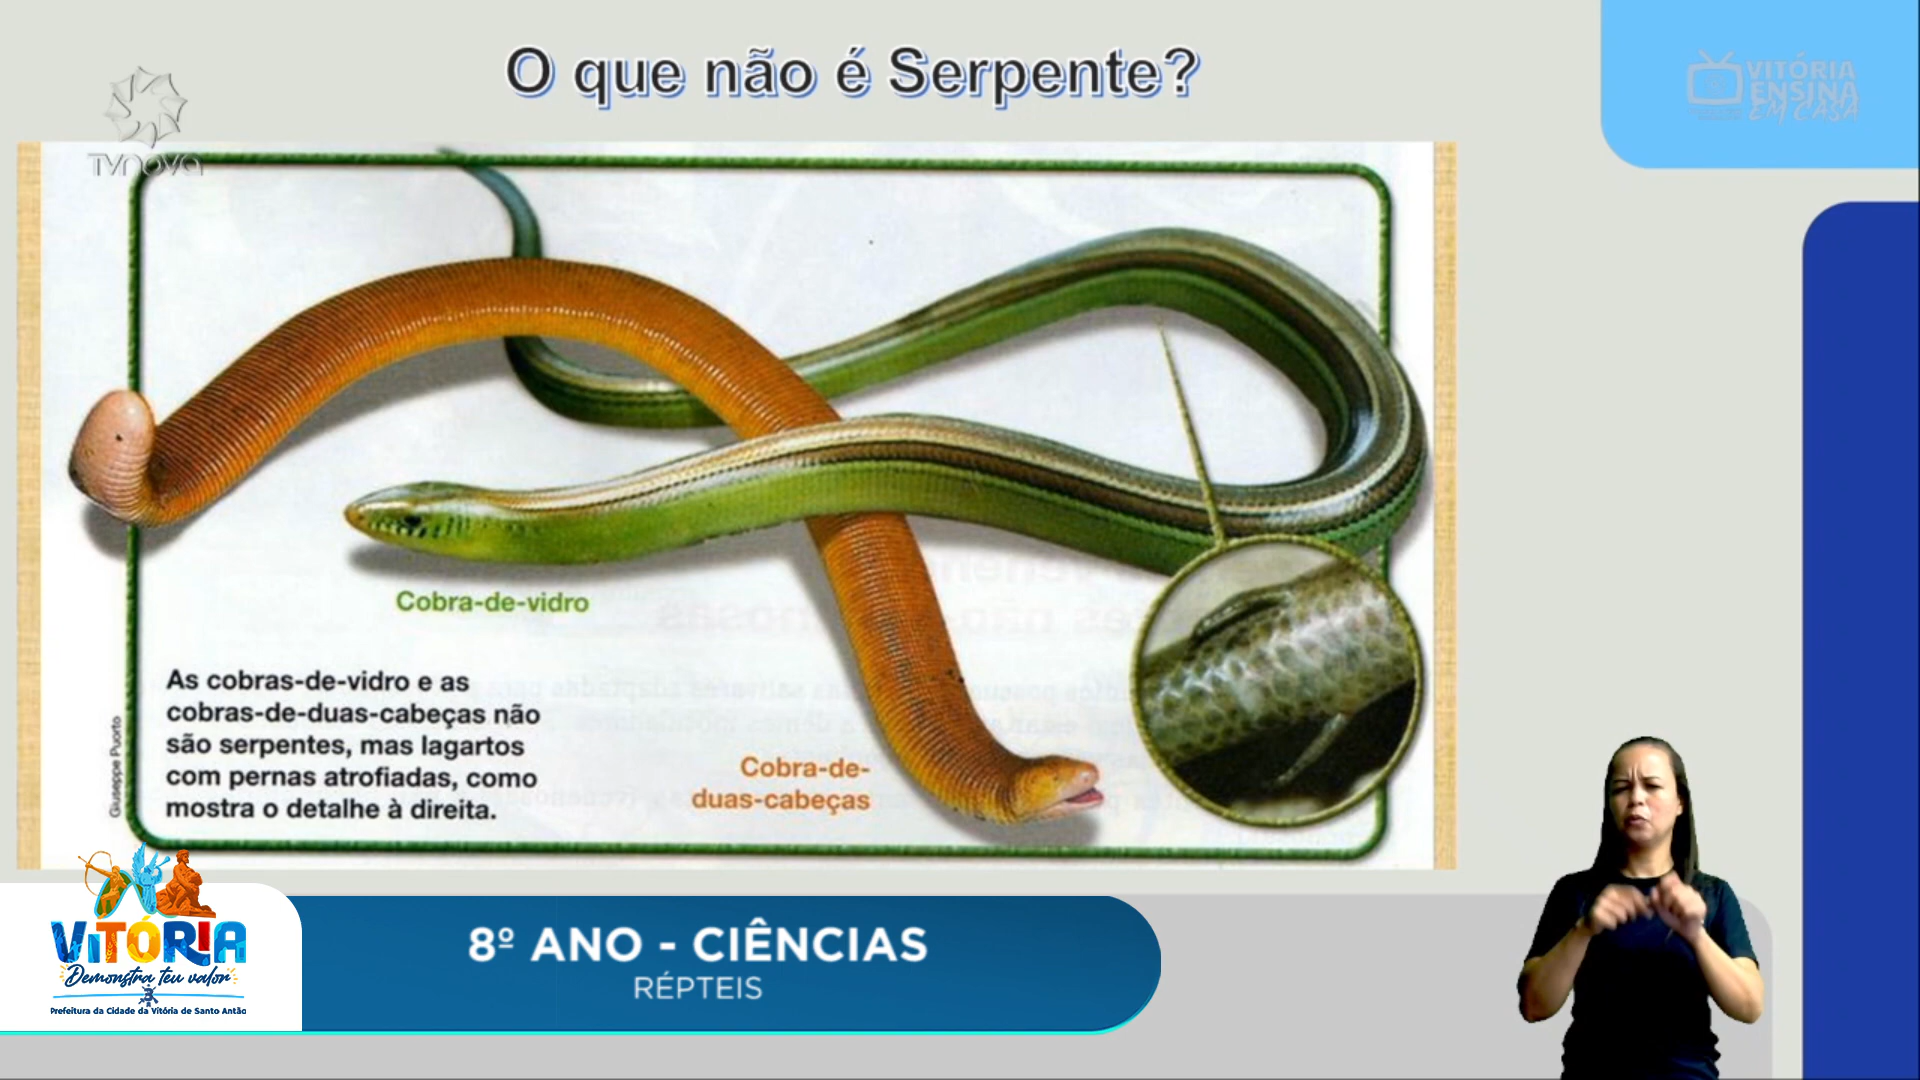 O que não é Serpente?
TVnova
VITÓRIA
ENSINA
EM CASA
Cobra-de-vidro
As cobras-de-vidro e as
cobras-de-duas-cabeças não
são serpentes, mas lagartos
com pernas atrofiadas, como
mostra o detalhe à direita.
Giuseppe Puorto
Cobra-de-
duas-cabeças
VITÓRIA
Demonstra teu valor
Prefeitura da Cidade da Vitória de Santo Antão
8º ANO - CIÊNCIAS
RÉPTEIS